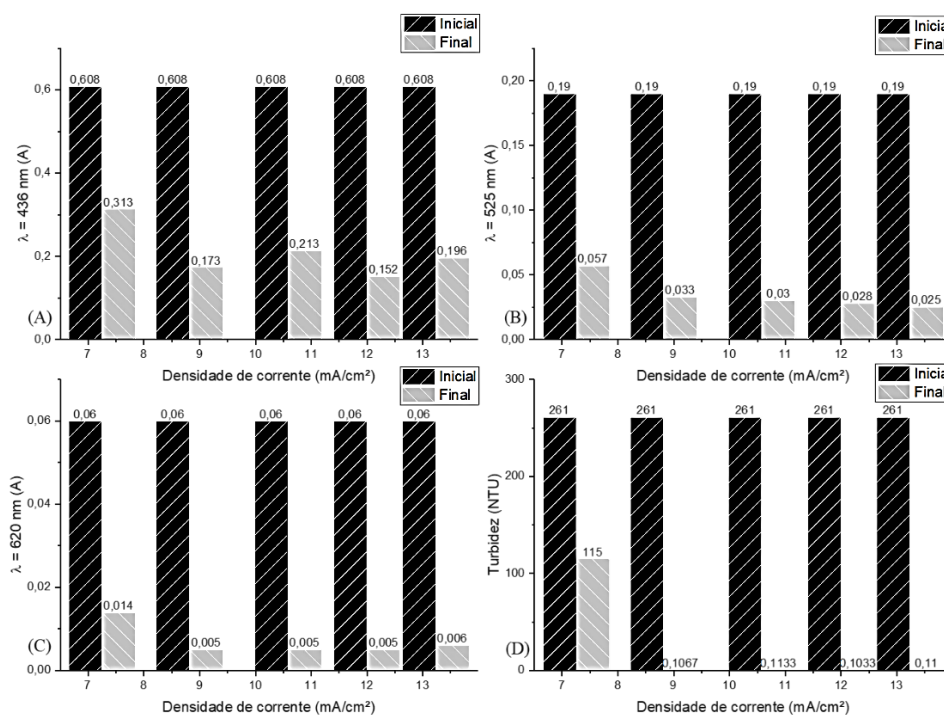 Inicial
Final
0,608 0,608 0,608 0,608 0,608
0,313
0,173
0,213
0,152
0,196
0,6
0,4
0,2
0,0
λ = 436 nm (A)
(A)
7 8 9 10 11 12 13
Densidade de corrente (mA/cm²)
Inicial
Final
0,19 0,19 0,19 0,19 0,19
0,057
0,033
0,03
0,028
0,025
0,20
0,15
0,10
0,05
0,00
λ = 525 nm (A)
(B)
7 8 9 10 11 12 13
Densidade de corrente (mA/cm²)
Inicial
Final
0,06 0,06 0,06 0,06 0,06
0,014
0,005
0,005
0,005
0,006
0,06
0,04
0,02
0,00
λ = 620 nm (A)
(C)
7 8 9 10 11 12 13
Densidade de corrente (mA/cm²)
Inicial
Final
261 261 261 261 261
115
0,1067
0,1133
0,1033
0,11
300
200
100
0
Turbidez (NTU)
(D)
7 8 9 10 11 12 13
Densidade de corrente (mA/cm²)